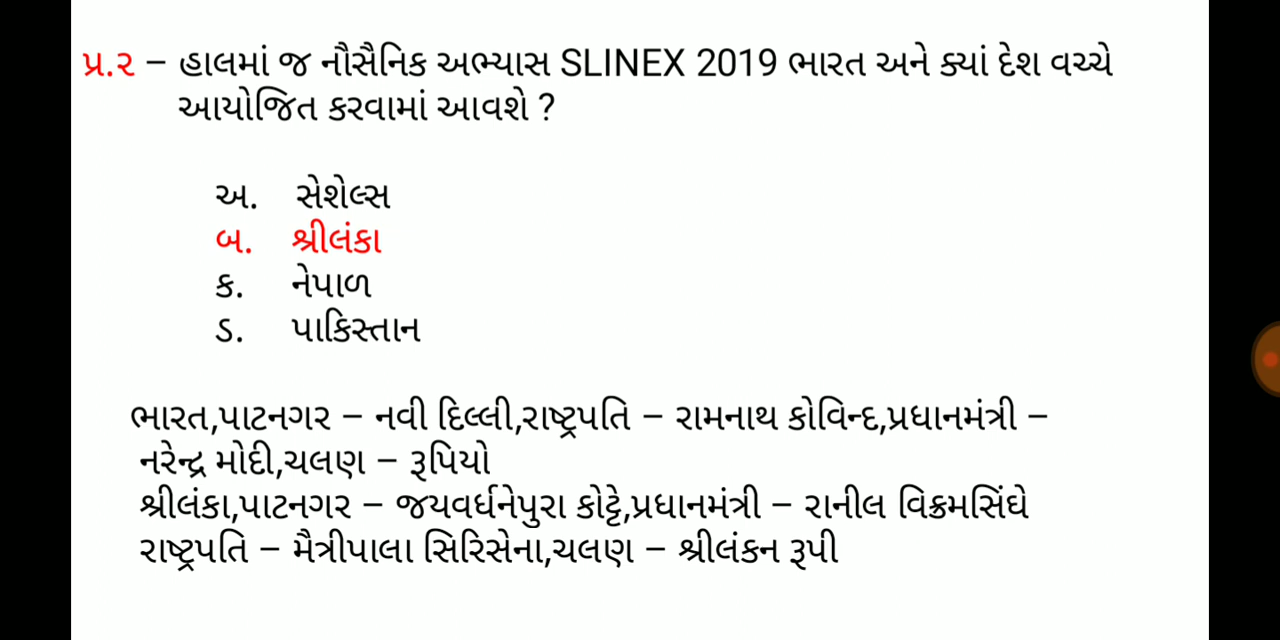 પ્ર.૨ – હાલમાં જ નૌસૈનિક અભ્યાસ SLINEX 2019 ભારત અને ક્યાં દેશ વચ્ચે
આયોજિત કરવામાં આવશે ?
અ. સેશેલ્સ
બ. શ્રીલંકા
ક. નેપાળ
ડ. પાકિસ્તાન
ભારત,પાટનગર – નવી દિલ્લી,રાષ્ટ્રપતિ – રામનાથ કોવિન્દ,પ્રધાનમંત્રી –
નરેન્દ્ર મોદી,ચલણ – રૂપિયો
શ્રીલંકા,પાટનગર – જયવર્ધનેપુરા કોટ્ટે,પ્રધાનમંત્રી – રાનીલ વિક્રમસિંઘે
રાષ્ટ્રપતિ – મૈત્રીપાલા સિરિસેના,ચલણ – શ્રીલંકન રૂપી